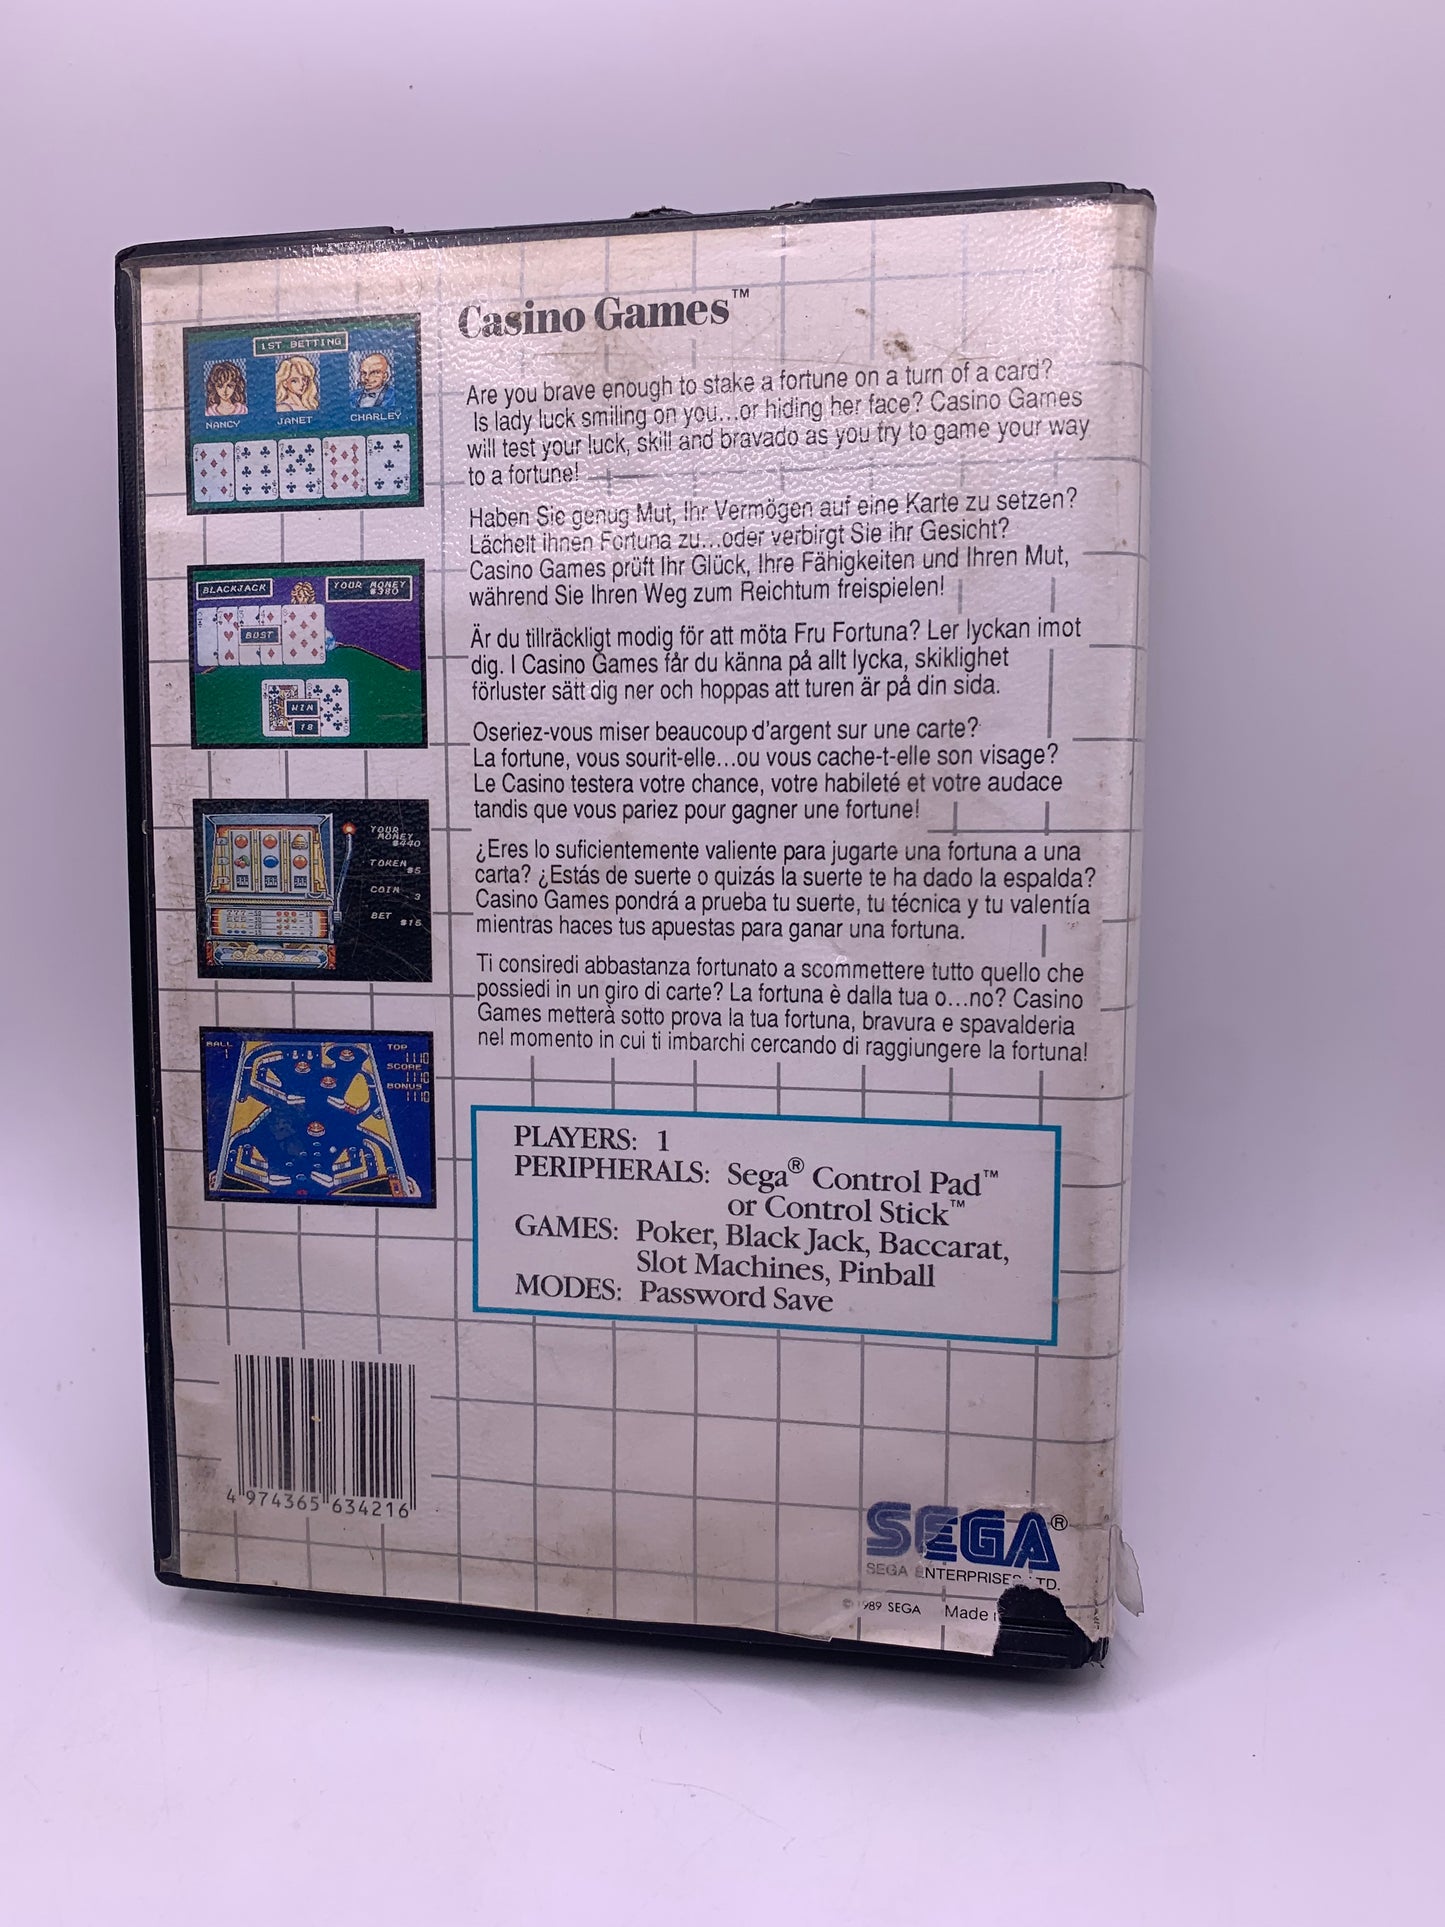 Casino Games™
Are you brave enough to stake a fortune on a turn of a card?
Is lady luck smiling on you...or hiding her face? Casino Games
will test your luck, skill and bravado as you try to game your way
to a fortune!
Haben Sie genug Mut, Ihr Vermögen auf eine Karte zu setzen?
Lächelt ihnen Fortuna zu...oder verbirgt Sie ihr Gesicht?
Casino Games prüft Ihr Glück, Ihre Fähigkeiten und Ihren Mut,
während Sie Ihren Weg zum Reichtum freispielen!
Är du tillräckligt modig för att möta Fru Fortuna? Ler lyckan imot
dig. I Casino Games får du känna på allt lycka, skiklighet
förluster sätt dig ner och hoppas att turen är på din sida.
Oseriez-vous miser beaucoup d'argent sur une carte?
La fortune, vous sourit-elle...ou vous cache-t-elle son visage?
Le Casino testera votre chance, votre habileté et votre audace
tandis que vous pariez pour gagner une fortune!
¿Eres lo suficientemente valiente para jugarte una fortuna a una
carta? ¿Estás de suerte o quizás la suerte te ha dado la espalda?
Casino Games pondrá a prueba tu suerte, tu técnica y tu valentía
mientras haces tus apuestas para ganar una fortuna.
Ti consiredi abbastanza fortunato a scommettere tutto quello che
possiedi in un giro di carte? La fortuna è dalla tua o...no? Casino
Games metterà sotto prova la tua fortuna, bravura e spavalderia
nel momento in cui ti imbarchi cercando di raggiungere la fortuna!
PLAYERS: 1
PERIPHERALS: Sega® Control Pad™
or Control Stick™
GAMES: Poker, Black Jack, Baccarat,
Slot Machines, Pinball
MODES: Password Save
1ST BETTING
NANCY JANET CHARLEY
BLACKJACK YOUR MONEY
$380
BUST
WIN
18
YOUR
MONEY
$440
TOKEN
$5
COIN
3
BET
$15
BALL
1
TOP
1110
SCORE
1110
BONUS
1110
4 974365 634216
SEGA®
SEGA ENTERPRISES LTD.
©1989 SEGA Made